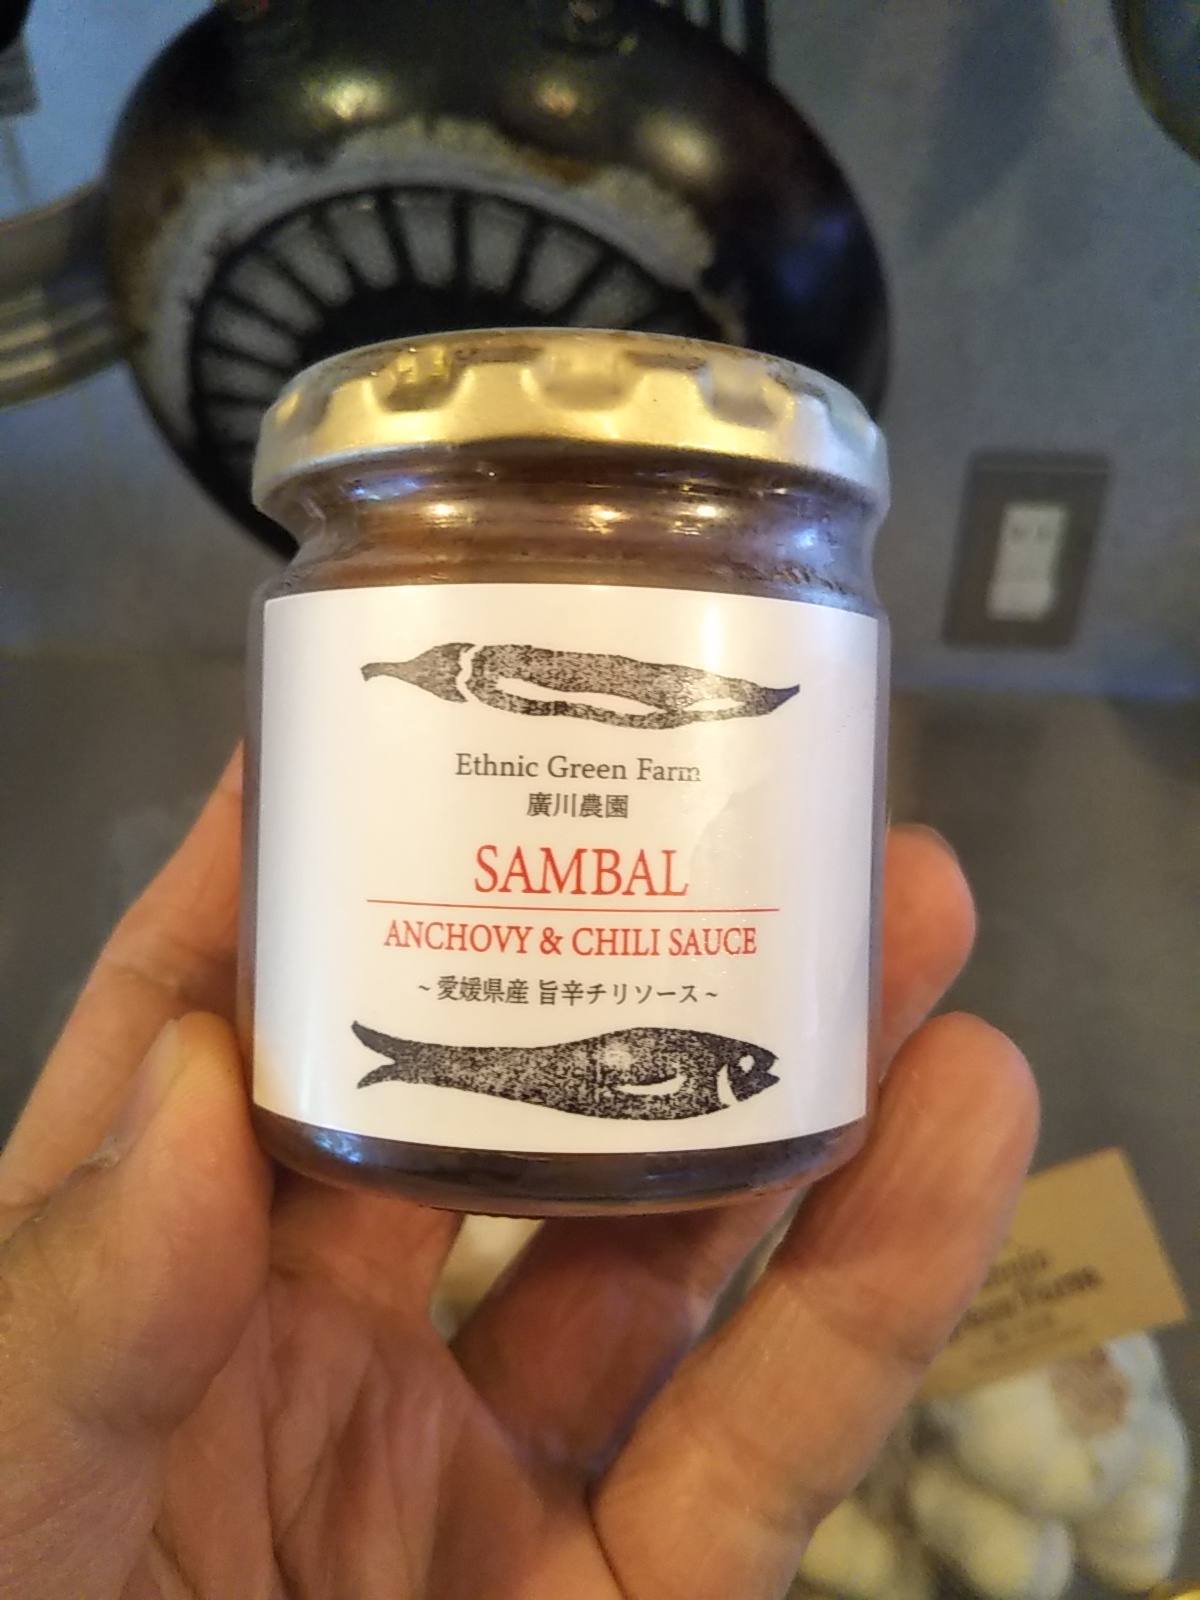 Ethnic Green Farm
廣川農園
SAMBAL
ANCHOVY & CHILI SAUCE
~愛媛県産 旨辛チリソース~